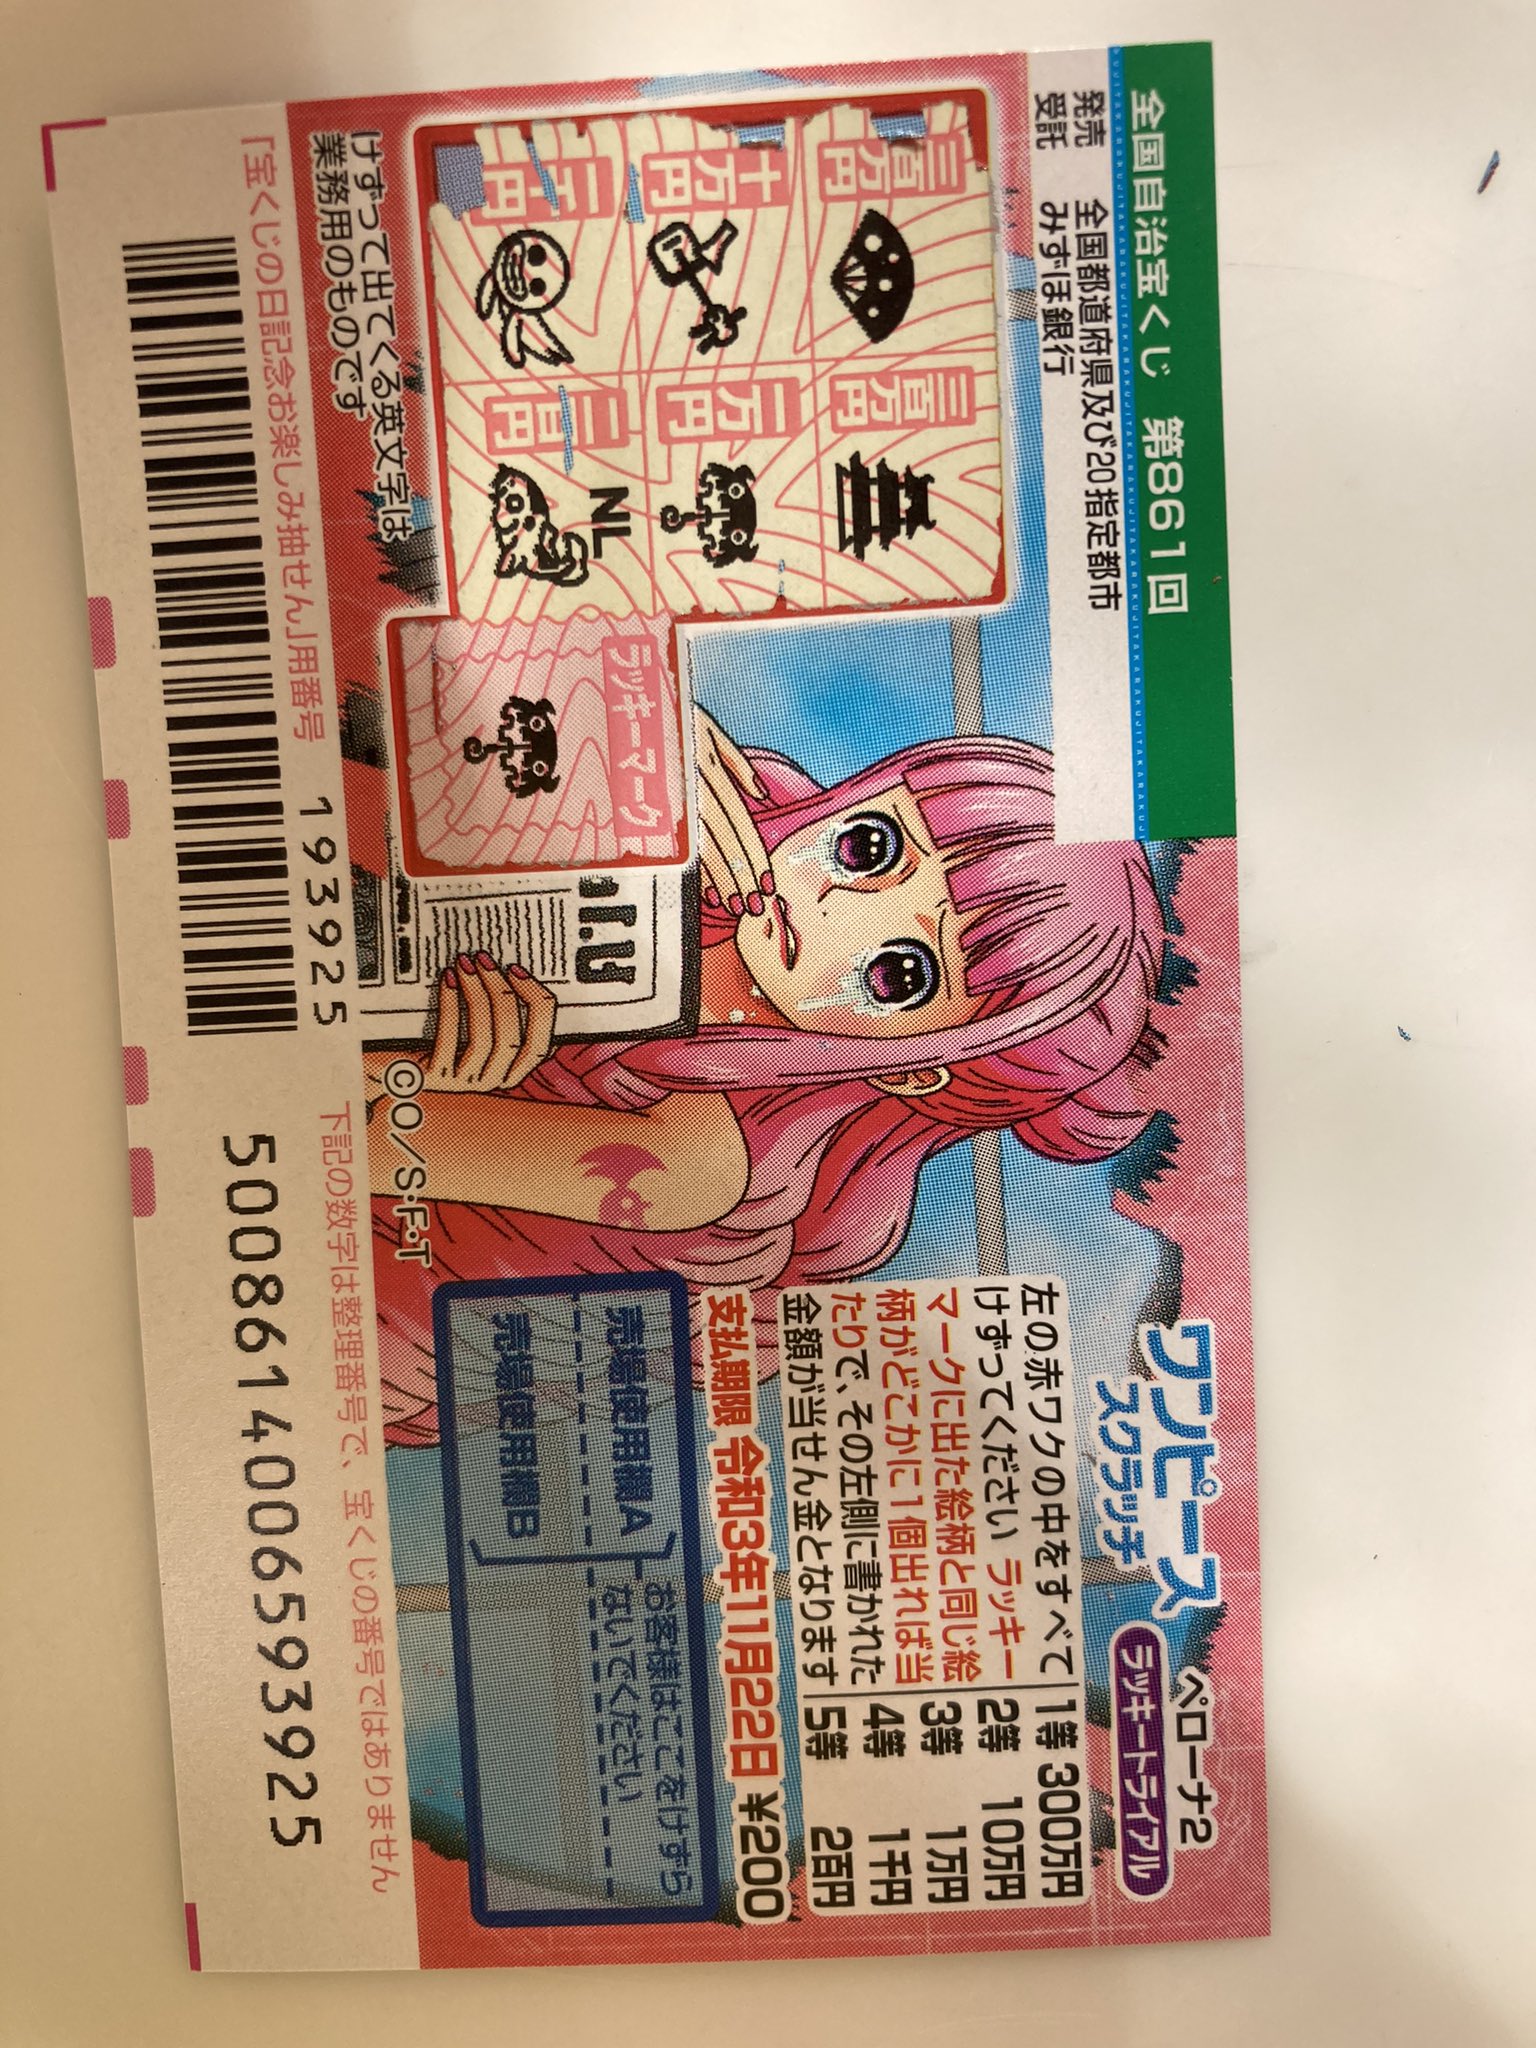 全国自治宝くじ 第861回
TAKARAKUJITAKARAKUJITAKARAKUJITAKARAKUJITAKARAKUJI
発売 全国都道府県及び20指定都市
受託 みずほ銀行
ワンピース
スクラッチ
ペローナ2
ラッキートライアル
三百万円
三百万円
十万円
一万円
一千円
二百円
NL
ラッキーマーク
けずって出てくる英文字は
業務用のものです
左の赤ワクの中をすべて
けずってください ラッキー
マークに出た絵柄と同じ絵
柄がどこかに1個出れば当
たりで、その左側に書かれた
金額が当せん金となります
1等 300万円
2等 10万円
3等 1万円
4等 1千円
5等 2百円
支払期限 令和3年11月22日 ¥200
売場使用欄A
売場使用欄B
お客様はここをけずら
ないでください
©O/S・F・T
「宝くじの日記念お楽しみ抽せん」用番号 193925
下記の数字は整理番号で、宝くじの番号ではありません
5008614006593925